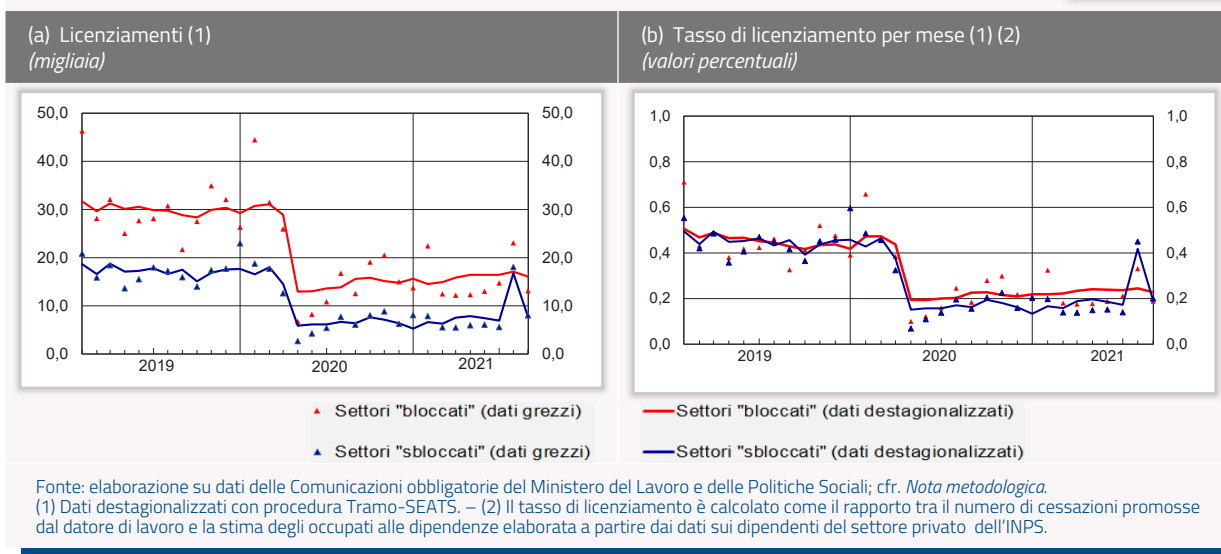 (a) Licenziamenti (1)
(migliaia)
(b) Tasso di licenziamento per mese (1) (2)
(valori percentuali)
50,0 50,0
40,0 40,0
30,0 30,0
20,0 20,0
10,0 10,0
0,0 0,0
2019 2020 2021
1,0 1,0
0,8 0,8
0,6 0,6
0,4 0,4
0,2 0,2
0,0 0,0
2019 2020 2021
Settori "bloccati" (dati grezzi)
Settori "sbloccati" (dati grezzi)
Settori "bloccati" (dati destagionalizzati)
Settori "sbloccati" (dati destagionalizzati)
Fonte: elaborazione su dati delle Comunicazioni obbligatorie del Ministero del Lavoro e delle Politiche Sociali; cfr. Nota metodologica.
(1) Dati destagionalizzati con procedura Tramo-SEATS. – (2) Il tasso di licenziamento è calcolato come il rapporto tra il numero di cessazioni promosse
dal datore di lavoro e la stima degli occupati alle dipendenze elaborata a partire dai dati sui dipendenti del settore privato dell'INPS.